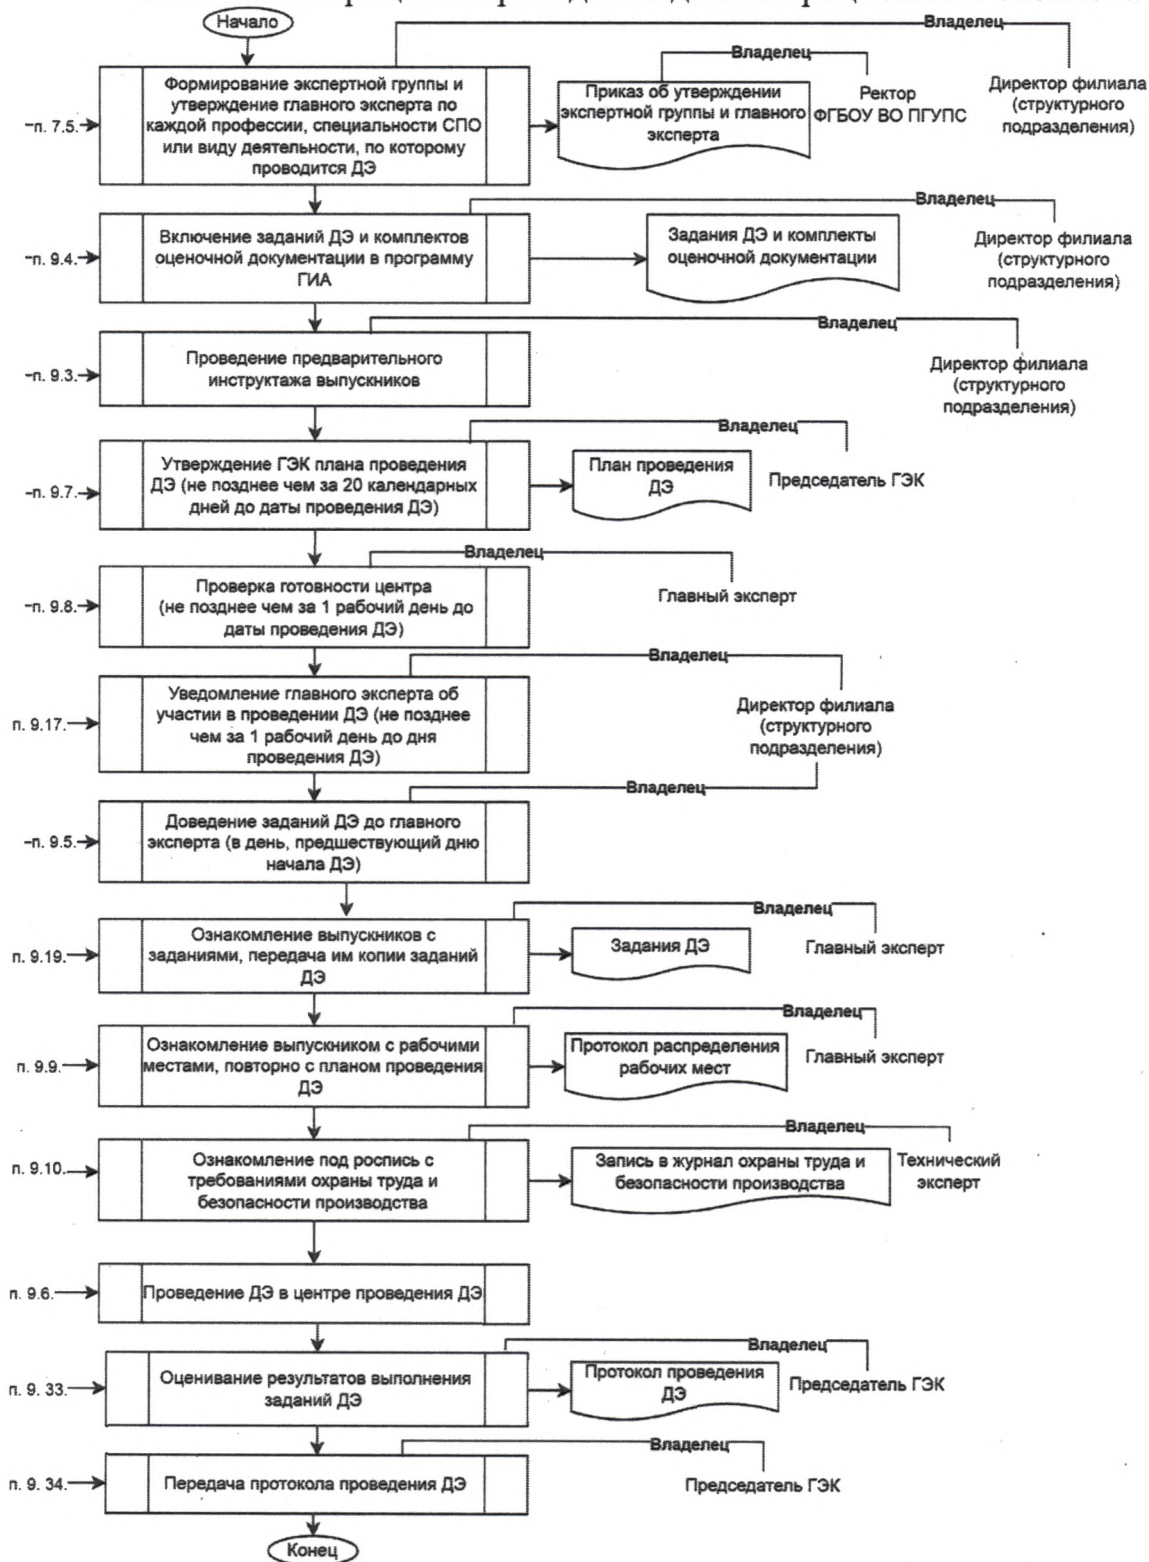 Начало
Владелец
Владелец
Формирование экспертной группы и
утверждение главного эксперта по
каждой профессии, специальности СПО
или виду деятельности, по которому
проводится ДЭ
п. 7.5.
Приказ об утверждении
экспертной группы и главного
эксперта
Ректор
ФГБОУ ВО ПГУПС
Директор филиала
(структурного
подразделения)
Владелец
п. 9.4.
Включение заданий ДЭ и комплектов
оценочной документации в программу
ГИА
Задания ДЭ и комплекты
оценочной документации
Директор филиала
(структурного
подразделения)
Владелец
п. 9.3.
Проведение предварительного
инструктажа выпускников
Директор филиала
(структурного
подразделения)
Владелец
п. 9.7.
Утверждение ГЭК плана проведения
ДЭ (не позднее чем за 20 календарных
дней до даты проведения ДЭ)
План проведения
ДЭ
Председатель ГЭК
Владелец
п. 9.8.
Проверка готовности центра
(не позднее чем за 1 рабочий день до
даты проведения ДЭ)
Главный эксперт
Владелец
п. 9.17.
Уведомление главного эксперта об
участии в проведении ДЭ (не позднее
чем за 1 рабочий день до дня
проведения ДЭ)
Директор филиала
(структурного
подразделения)
Владелец
п. 9.5.
Доведение заданий ДЭ до главного
эксперта (в день, предшествующий дню
начала ДЭ)
Владелец
п. 9.19.
Ознакомление выпускников с
заданиями, передача им копии заданий
ДЭ
Задания ДЭ
Главный эксперт
Владелец
п. 9.9.
Ознакомление выпускником с рабочими
местами, повторно с планом проведения
ДЭ
Протокол распределения
рабочих мест
Главный эксперт
Владелец
п. 9.10.
Ознакомление под роспись с
требованиями охраны труда и
безопасности производства
Запись в журнал охраны труда и
безопасности производства
Технический
эксперт
п. 9.6.
Проведение ДЭ в центре проведения ДЭ
Владелец
п. 9. 33.
Оценивание результатов выполнения
заданий ДЭ
Протокол проведения
ДЭ
Председатель ГЭК
Владелец
п. 9. 34.
Передача протокола проведения ДЭ
Председатель ГЭК
Конец